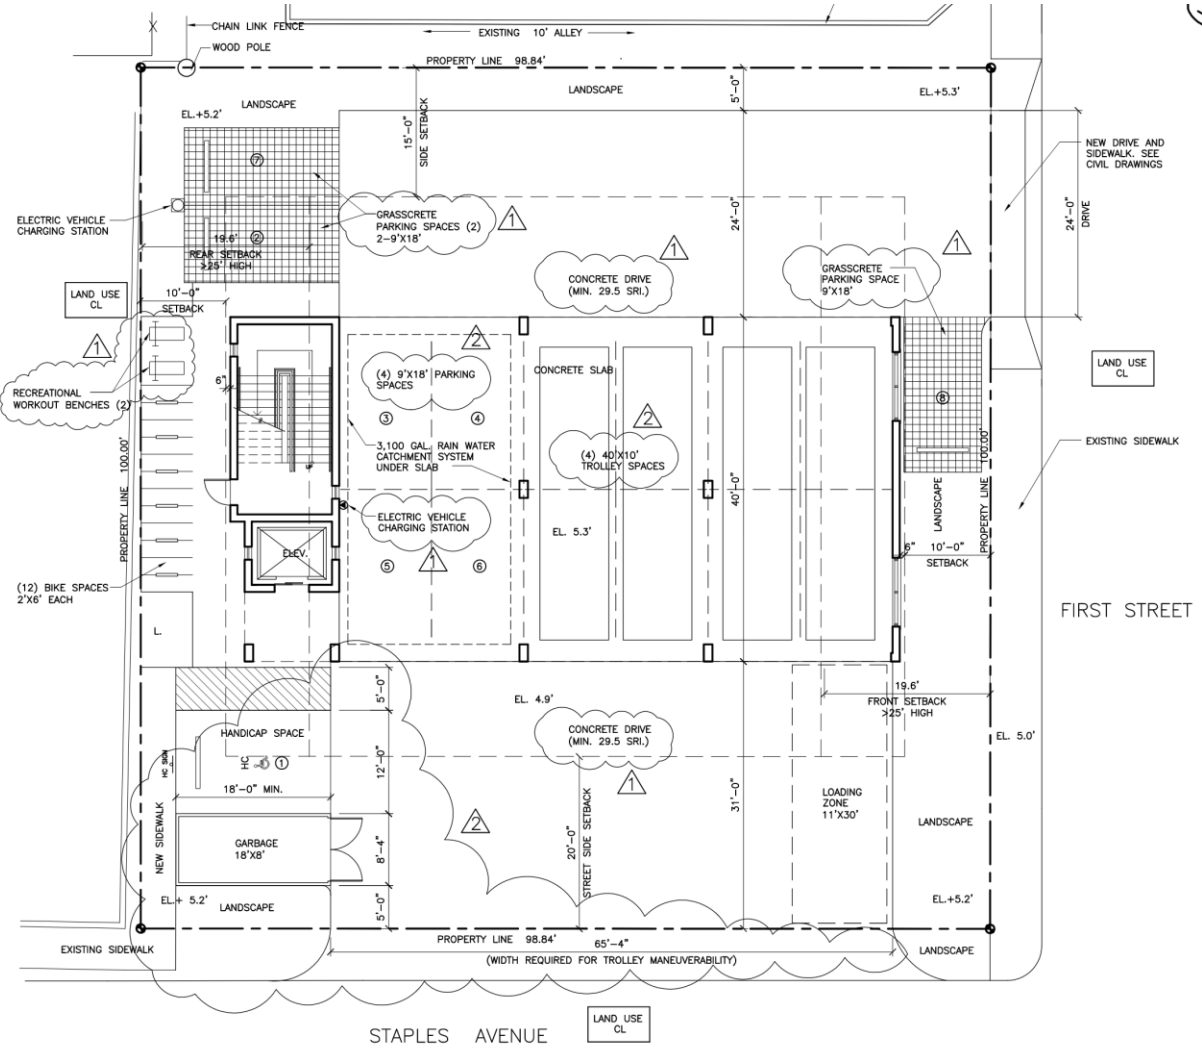 CHAIN LINK FENCE
WOOD POLE
EXISTING 10' ALLEY
PROPERTY LINE 98.84'
LANDSCAPE
LANDSCAPE
EL.+5.2'
EL.+5.3'
5'-0"
15'-0"
SIDE SETBACK
NEW DRIVE AND
SIDEWALK. SEE
CIVIL DRAWINGS
24'-0"
DRIVE
24'-0"
7
ELECTRIC VEHICLE
CHARGING STATION
2
19.6'
REAR SETBACK
>25' HIGH
GRASSCRETE
PARKING SPACES (2)
2-9'X18'
1
CONCRETE DRIVE
(MIN. 29.5 SRI.)
1
GRASSCRETE
PARKING SPACE
9'X18'
1
LAND USE
CL
10'-0"
SETBACK
1
RECREATIONAL
WORKOUT BENCHES (2)
6"
2
(4) 9'X18' PARKING
SPACES
3
4
CONCRETE SLAB
LAND USE
CL
8
2
(4) 40'X10'
TROLLEY SPACES
3,100 GAL. RAIN WATER
CATCHMENT SYSTEM
UNDER SLAB
EXISTING SIDEWALK
PROPERTY LINE 100.00'
PROPERTY LINE 100.00'
LANDSCAPE
40'-0"
ELECTRIC VEHICLE
CHARGING STATION
1
EL. 5.3'
ELEV.
5
6
6"
10'-0"
SETBACK
(12) BIKE SPACES
2'X6' EACH
FIRST STREET
L.
5'-0"
EL. 4.9'
19.6'
FRONT SETBACK
>25' HIGH
HANDICAP SPACE
HC SIGN
HC
1
18'-0" MIN.
12'-0"
CONCRETE DRIVE
(MIN. 29.5 SRI.)
1
EL. 5.0'
31'-0"
LOADING
ZONE
11'X30'
NEW SIDEWALK
GARBAGE
18'X8'
8'-4"
2
20'-0"
STREET SIDE SETBACK
LANDSCAPE
EL.+ 5.2'
LANDSCAPE
5'-0"
EL.+5.2'
EXISTING SIDEWALK
PROPERTY LINE 98.84'
65'-4"
(WIDTH REQUIRED FOR TROLLEY MANEUVERABILITY)
LANDSCAPE
STAPLES AVENUE
LAND USE
CL